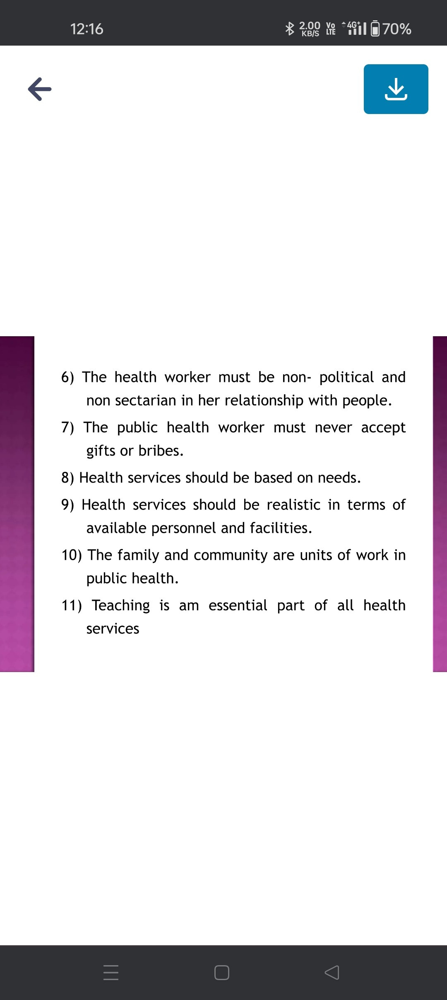 12:16
2.00 KB/S Vo LTE 4G+ 70%
6) The health worker must be non- political and
non sectarian in her relationship with people.
7) The public health worker must never accept
gifts or bribes.
8) Health services should be based on needs.
9) Health services should be realistic in terms of
available personnel and facilities.
10) The family and community are units of work in
public health.
11) Teaching is am essential part of all health
services